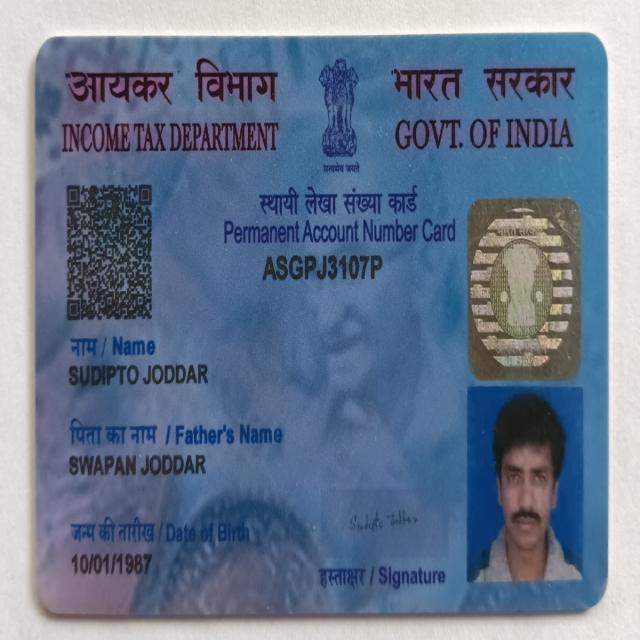 आयकर विभाग
INCOME TAX DEPARTMENT
सत्यमेव जयते
भारत सरकार
GOVT. OF INDIA
स्थायी लेखा संख्या कार्ड
Permanent Account Number Card
ASGPJ3107P
नाम / Name
SUDIPTO JODDAR
पिता का नाम / Father's Name
SWAPAN JODDAR
जन्म की तारीख / Date of Birth
10/01/1987
Sudipto Joddar
हस्ताक्षर / Signature